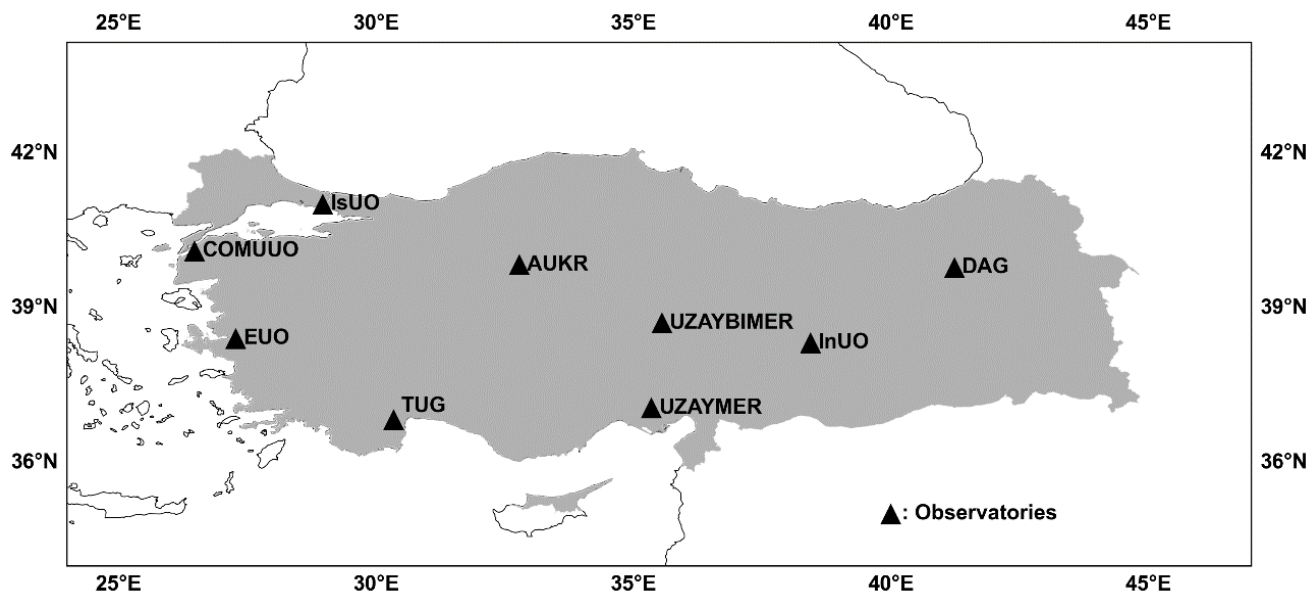 25°E 30°E 35°E 40°E 45°E
42°N 42°N
IsUO
COMUUO
AUKR
DAG
39°N 39°N
UZAYBIMER
EUO
InUO
TUG
UZAYMER
36°N 36°N
▲: Observatories
25°E 30°E 35°E 40°E 45°E